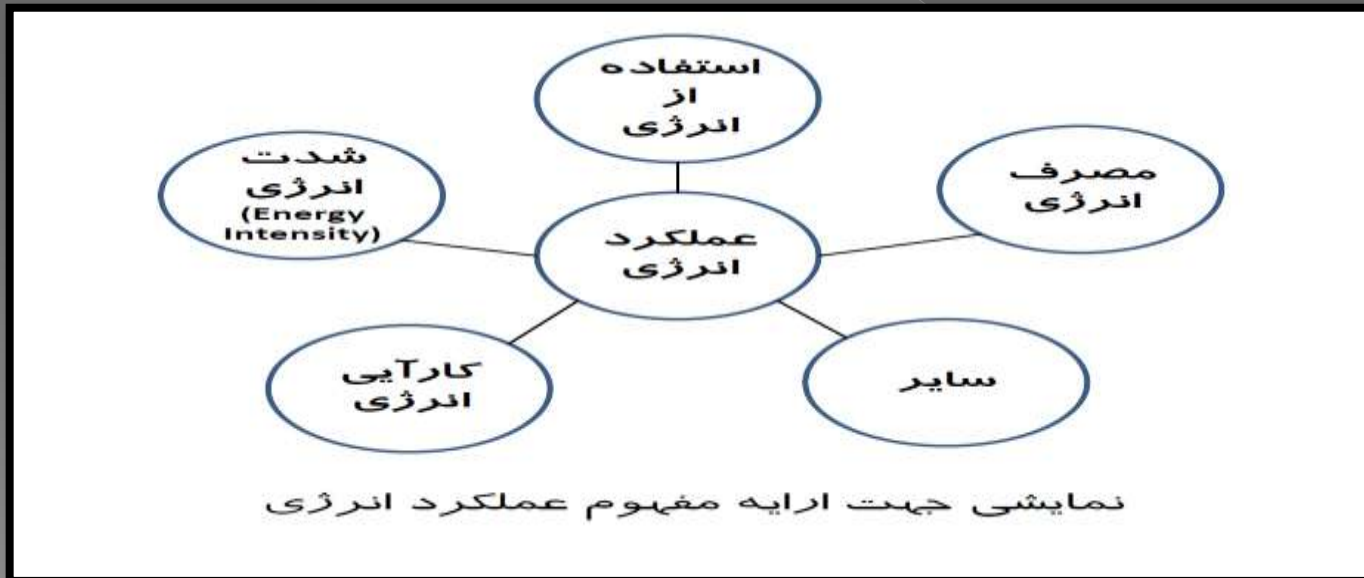 استفاده
از
انرژی
شدت
انرژی
(Energy
Intensity)
مصرف
انرژی
عملکرد
انرژی
کارآیی
انرژی
سایر
نمایشی جهت ارایه مفهوم عملکرد انرژی